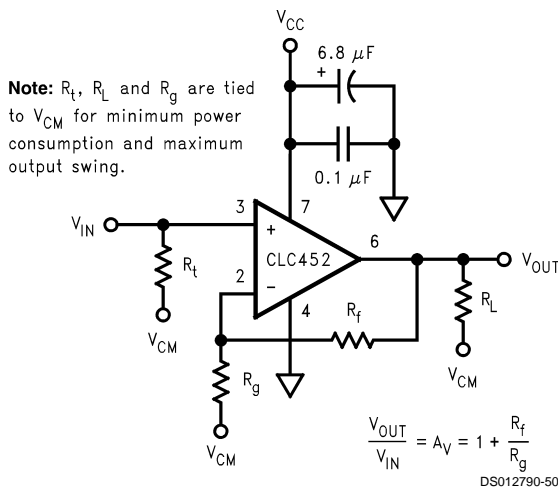 V_CC
6.8 μF
+
Note: R_t, R_L and R_g are tied
to V_CM for minimum power
consumption and maximum
output swing.
0.1 μF
3
7
V_IN
+
CLC452
6
V_OUT
R_t
2
−
4
R_f
R_L
V_CM
R_g
V_CM
V_CM
V_OUT / V_IN = A_V = 1 + R_f / R_g
DS012790-50